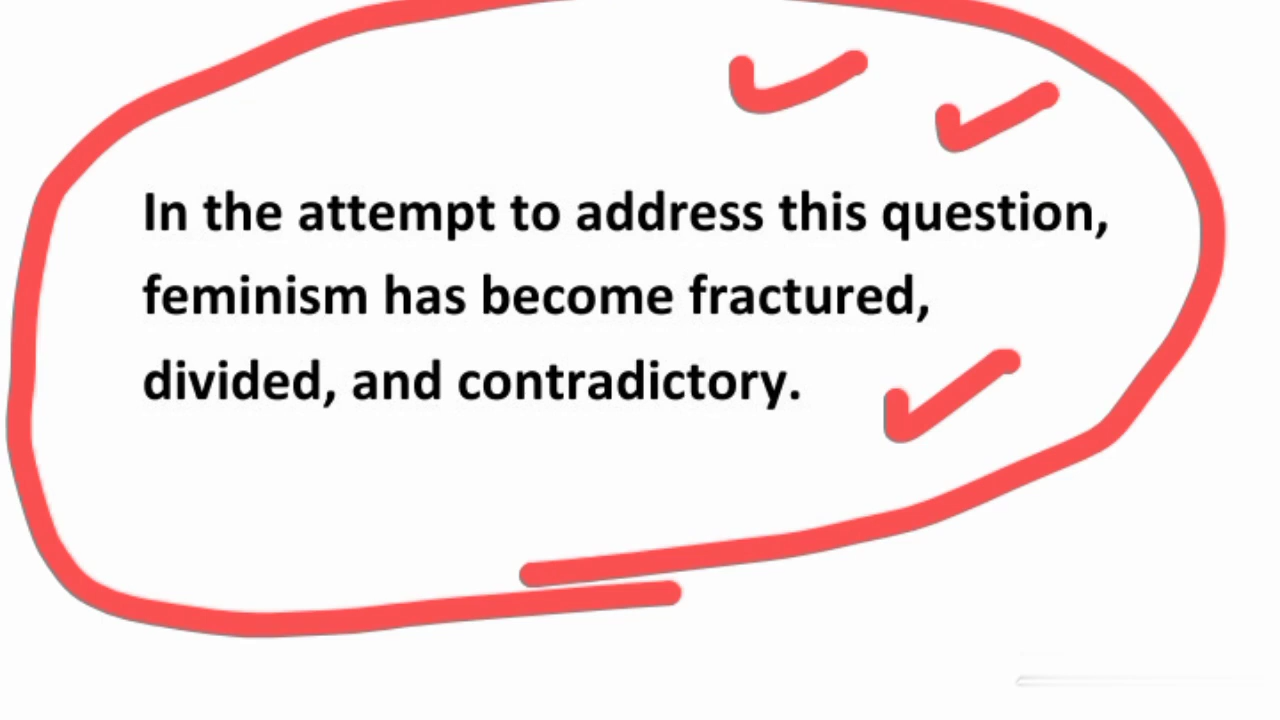 In the attempt to address this question,
feminism has become fractured,
divided, and contradictory.